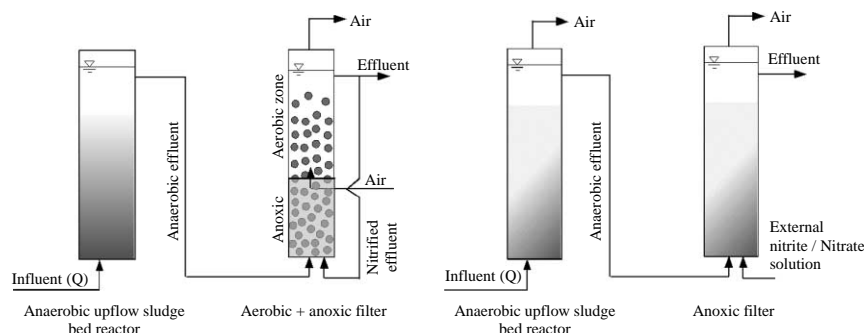 Air
Effluent
Aerobic zone
Anaerobic effluent
Air
Anoxic
Nitrified
effluent
Influent (Q)
Anaerobic upflow sludge
bed reactor
Aerobic + anoxic filter
Air
Air
Effluent
Anaerobic effluent
External
nitrite / Nitrate
solution
Influent (Q)
Anaerobic upflow sludge
bed reactor
Anoxic filter